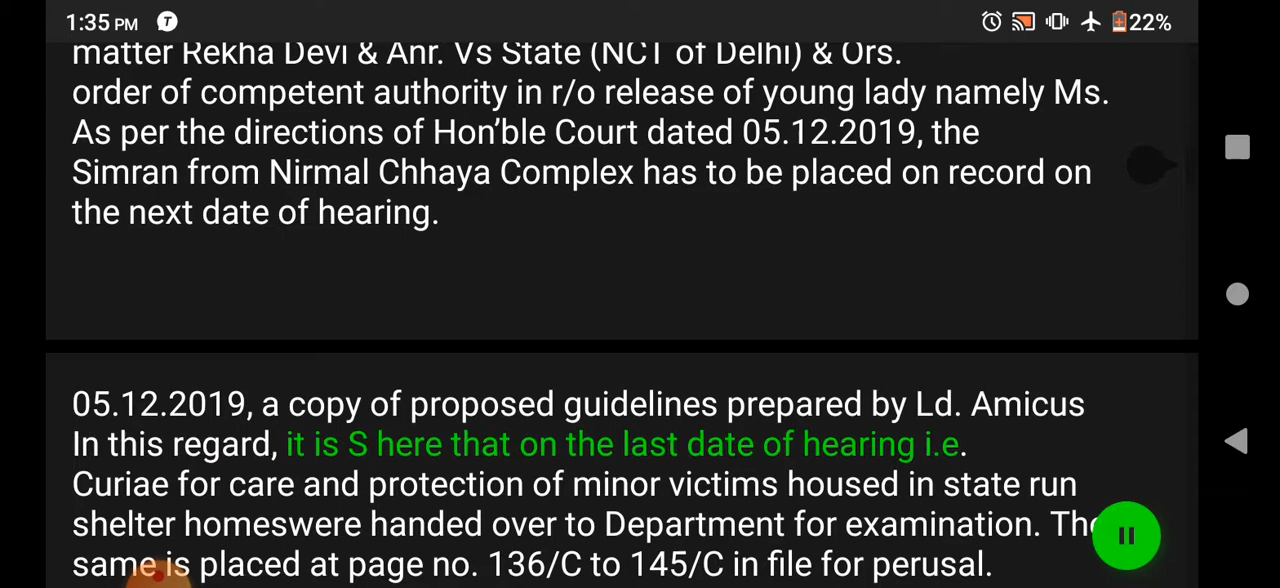 1:35 PM
22%
matter Rekha Devi & Anr. Vs State (NCT of Delhi) & Ors.
order of competent authority in r/o release of young lady namely Ms.
As per the directions of Hon’ble Court dated 05.12.2019, the
Simran from Nirmal Chhaya Complex has to be placed on record on
the next date of hearing.
05.12.2019, a copy of proposed guidelines prepared by Ld. Amicus
In this regard, it is S here that on the last date of hearing i.e.
Curiae for care and protection of minor victims housed in state run
shelter homeswere handed over to Department for examination. The
same is placed at page no. 136/C to 145/C in file for perusal.